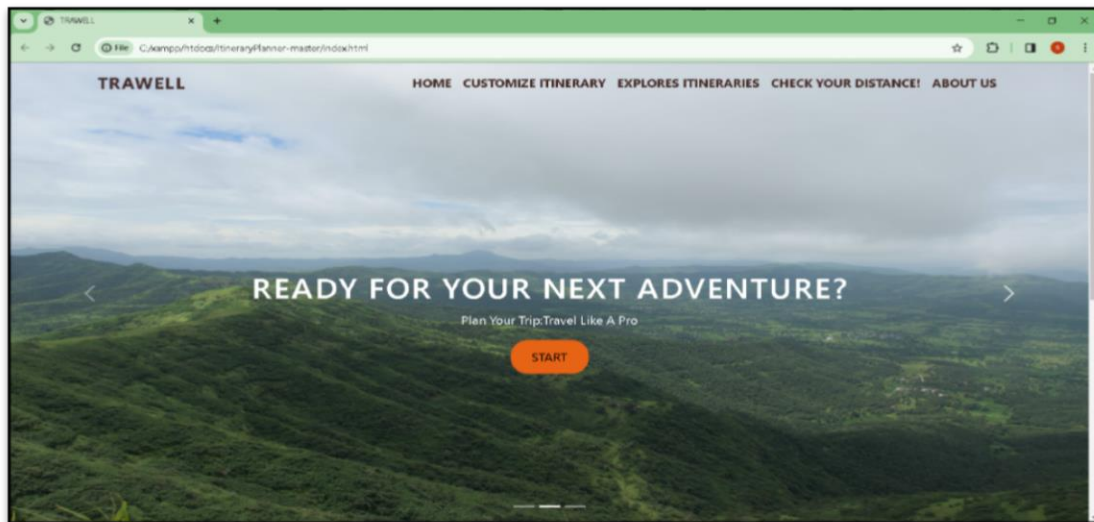 TRAWELL
File C:/xampp/htdocs/ItineraryPlanner-master/index.html
TRAWELL HOME CUSTOMIZE ITINERARY EXPLORES ITINERARIES CHECK YOUR DISTANCE! ABOUT US
READY FOR YOUR NEXT ADVENTURE?
Plan Your Trip:Travel Like A Pro
START